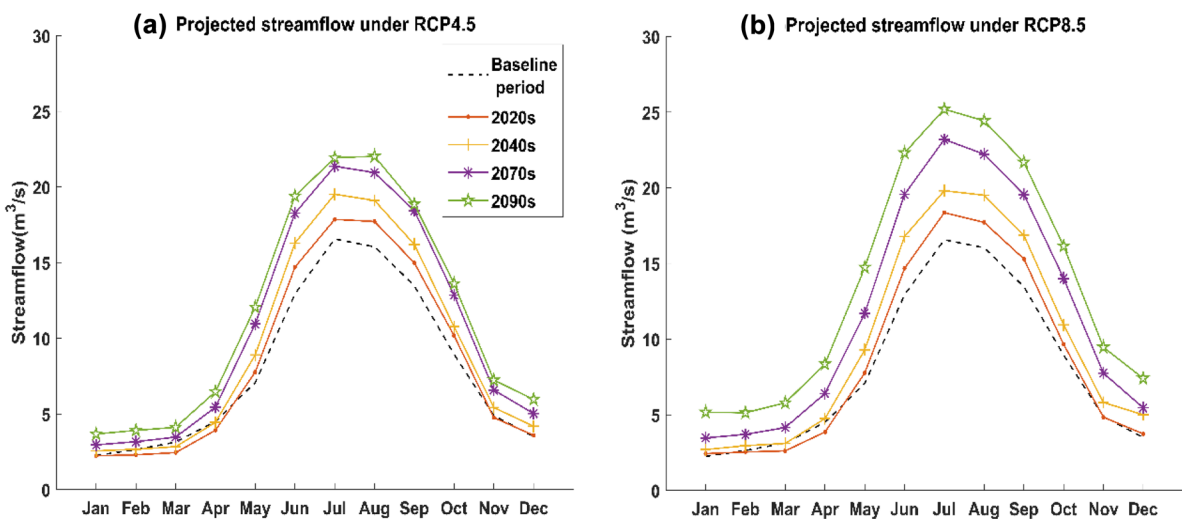 (a) Projected streamflow under RCP4.5
30
25
20
15
10
5
0
Streamflow(m³/s)
Baseline
period
2020s
2040s
2070s
2090s
Jan Feb Mar Apr May Jun Jul Aug Sep Oct Nov Dec
(b) Projected streamflow under RCP8.5
30
25
20
15
10
5
0
Streamflow (m³/s)
Jan Feb Mar Apr May Jun Jul Aug Sep Oct Nov Dec